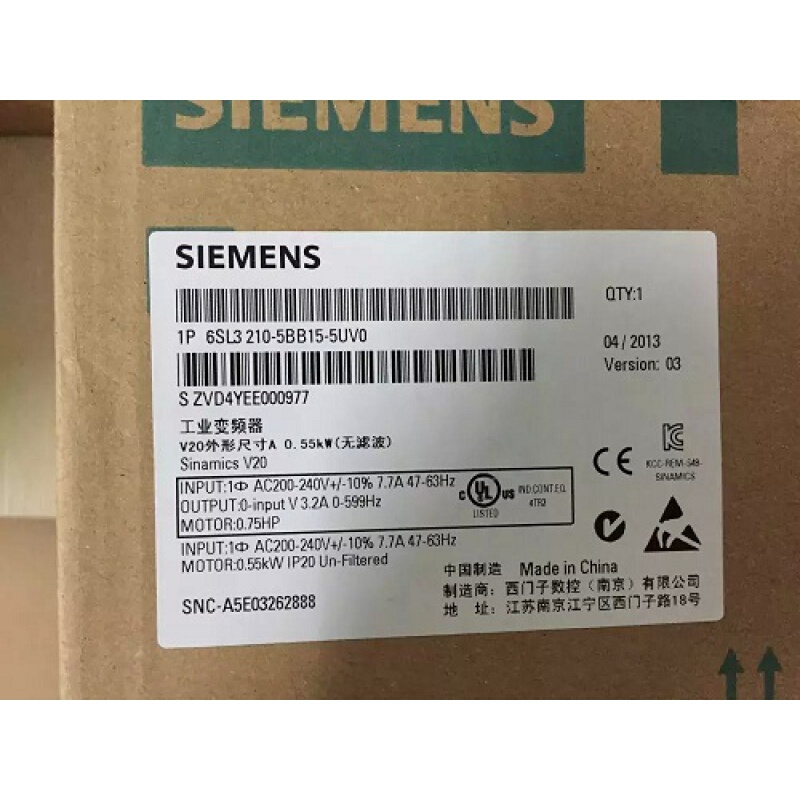 SIEMENS
SIEMENS
QTY:1
1P 6SL3 210-5BB15-5UV0
04 / 2013
Version: 03
S ZVD4YEE000977
工业变频器
V20外形尺寸A 0.55kW(无滤波)
Sinamics V20
KCC-REM-S49-
SINAMICS
INPUT:1Φ AC200-240V+/-10% 7.7A 47-63Hz
OUTPUT:0-input V 3.2A 0-599Hz
MOTOR:0.75HP
C UL US
LISTED
IND.CONT.EQ.
4TR2
CE
INPUT:1Φ AC200-240V+/-10% 7.7A 47-63Hz
MOTOR:0.55kW IP20 Un-Filtered
中国制造 Made in China
制造商: 西门子数控（南京）有限公司
地 址: 江苏南京江宁区西门子路18号
SNC-A5E03262888